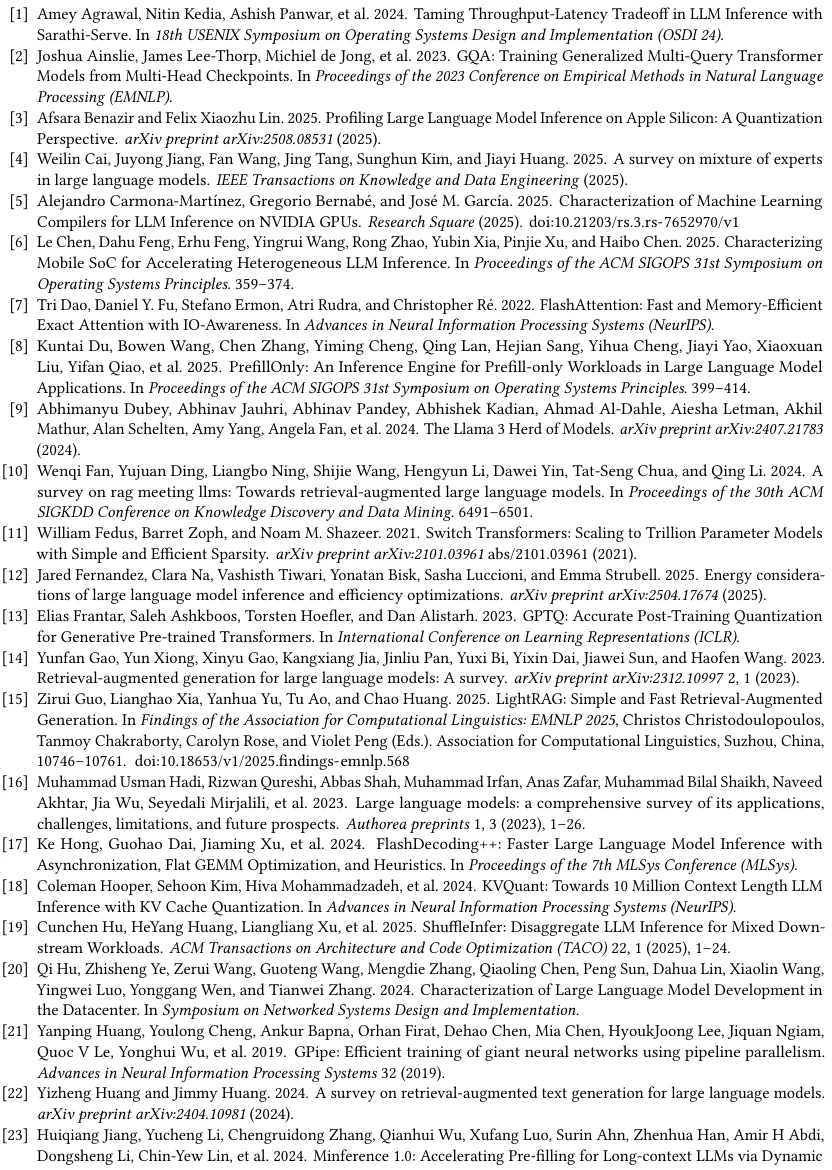 [1] Amey Agrawal, Nitin Kedia, Ashish Panwar, et al. 2024. Taming Throughput-Latency Tradeoff in LLM Inference with
Sarathi-Serve. In 18th USENIX Symposium on Operating Systems Design and Implementation (OSDI 24).
[2] Joshua Ainslie, James Lee-Thorp, Michiel de Jong, et al. 2023. GQA: Training Generalized Multi-Query Transformer
Models from Multi-Head Checkpoints. In Proceedings of the 2023 Conference on Empirical Methods in Natural Language
Processing (EMNLP).
[3] Afsara Benazir and Felix Xiaozhu Lin. 2025. Profiling Large Language Model Inference on Apple Silicon: A Quantization
Perspective. arXiv preprint arXiv:2508.08531 (2025).
[4] Weilin Cai, Juyong Jiang, Fan Wang, Jing Tang, Sunghun Kim, and Jiayi Huang. 2025. A survey on mixture of experts
in large language models. IEEE Transactions on Knowledge and Data Engineering (2025).
[5] Alejandro Carmona-Martínez, Gregorio Bernabé, and José M. García. 2025. Characterization of Machine Learning
Compilers for LLM Inference on NVIDIA GPUs. Research Square (2025). doi:10.21203/rs.3.rs-7652970/v1
[6] Le Chen, Dahu Feng, Erhu Feng, Yingrui Wang, Rong Zhao, Yubin Xia, Pinjie Xu, and Haibo Chen. 2025. Characterizing
Mobile SoC for Accelerating Heterogeneous LLM Inference. In Proceedings of the ACM SIGOPS 31st Symposium on
Operating Systems Principles. 359–374.
[7] Tri Dao, Daniel Y. Fu, Stefano Ermon, Atri Rudra, and Christopher Ré. 2022. FlashAttention: Fast and Memory-Efficient
Exact Attention with IO-Awareness. In Advances in Neural Information Processing Systems (NeurIPS).
[8] Kuntai Du, Bowen Wang, Chen Zhang, Yiming Cheng, Qing Lan, Hejian Sang, Yihua Cheng, Jiayi Yao, Xiaoxuan
Liu, Yifan Qiao, et al. 2025. PrefillOnly: An Inference Engine for Prefill-only Workloads in Large Language Model
Applications. In Proceedings of the ACM SIGOPS 31st Symposium on Operating Systems Principles. 399–414.
[9] Abhimanyu Dubey, Abhinav Jauhri, Abhinav Pandey, Abhishek Kadian, Ahmad Al-Dahle, Aiesha Letman, Akhil
Mathur, Alan Schelten, Amy Yang, Angela Fan, et al. 2024. The Llama 3 Herd of Models. arXiv preprint arXiv:2407.21783
(2024).
[10] Wenqi Fan, Yujuan Ding, Liangbo Ning, Shijie Wang, Hengyun Li, Dawei Yin, Tat-Seng Chua, and Qing Li. 2024. A
survey on rag meeting llms: Towards retrieval-augmented large language models. In Proceedings of the 30th ACM
SIGKDD Conference on Knowledge Discovery and Data Mining. 6491–6501.
[11] William Fedus, Barret Zoph, and Noam M. Shazeer. 2021. Switch Transformers: Scaling to Trillion Parameter Models
with Simple and Efficient Sparsity. arXiv preprint arXiv:2101.03961 abs/2101.03961 (2021).
[12] Jared Fernandez, Clara Na, Vashisth Tiwari, Yonatan Bisk, Sasha Luccioni, and Emma Strubell. 2025. Energy considera-
tions of large language model inference and efficiency optimizations. arXiv preprint arXiv:2504.17674 (2025).
[13] Elias Frantar, Saleh Ashkboos, Torsten Hoefler, and Dan Alistarh. 2023. GPTQ: Accurate Post-Training Quantization
for Generative Pre-trained Transformers. In International Conference on Learning Representations (ICLR).
[14] Yunfan Gao, Yun Xiong, Xinyu Gao, Kangxiang Jia, Jinliu Pan, Yuxi Bi, Yixin Dai, Jiawei Sun, and Haofen Wang. 2023.
Retrieval-augmented generation for large language models: A survey. arXiv preprint arXiv:2312.10997 2, 1 (2023).
[15] Zirui Guo, Lianghao Xia, Yanhua Yu, Tu Ao, and Chao Huang. 2025. LightRAG: Simple and Fast Retrieval-Augmented
Generation. In Findings of the Association for Computational Linguistics: EMNLP 2025, Christos Christodoulopoulos,
Tanmoy Chakraborty, Carolyn Rose, and Violet Peng (Eds.). Association for Computational Linguistics, Suzhou, China,
10746–10761. doi:10.18653/v1/2025.findings-emnlp.568
[16] Muhammad Usman Hadi, Rizwan Qureshi, Abbas Shah, Muhammad Irfan, Anas Zafar, Muhammad Bilal Shaikh, Naveed
Akhtar, Jia Wu, Seyedali Mirjalili, et al. 2023. Large language models: a comprehensive survey of its applications,
challenges, limitations, and future prospects. Authorea preprints 1, 3 (2023), 1–26.
[17] Ke Hong, Guohao Dai, Jiaming Xu, et al. 2024. FlashDecoding++: Faster Large Language Model Inference with
Asynchronization, Flat GEMM Optimization, and Heuristics. In Proceedings of the 7th MLSys Conference (MLSys).
[18] Coleman Hooper, Sehoon Kim, Hiva Mohammadzadeh, et al. 2024. KVQuant: Towards 10 Million Context Length LLM
Inference with KV Cache Quantization. In Advances in Neural Information Processing Systems (NeurIPS).
[19] Cunchen Hu, HeYang Huang, Liangliang Xu, et al. 2025. ShuffleInfer: Disaggregate LLM Inference for Mixed Down-
stream Workloads. ACM Transactions on Architecture and Code Optimization (TACO) 22, 1 (2025), 1–24.
[20] Qi Hu, Zhisheng Ye, Zerui Wang, Guoteng Wang, Mengdie Zhang, Qiaoling Chen, Peng Sun, Dahua Lin, Xiaolin Wang,
Yingwei Luo, Yonggang Wen, and Tianwei Zhang. 2024. Characterization of Large Language Model Development in
the Datacenter. In Symposium on Networked Systems Design and Implementation.
[21] Yanping Huang, Youlong Cheng, Ankur Bapna, Orhan Firat, Dehao Chen, Mia Chen, HyoukJoong Lee, Jiquan Ngiam,
Quoc V Le, Yonghui Wu, et al. 2019. GPipe: Efficient training of giant neural networks using pipeline parallelism.
Advances in Neural Information Processing Systems 32 (2019).
[22] Yizheng Huang and Jimmy Huang. 2024. A survey on retrieval-augmented text generation for large language models.
arXiv preprint arXiv:2404.10981 (2024).
[23] Huiqiang Jiang, Yucheng Li, Chengruidong Zhang, Qianhui Wu, Xufang Luo, Surin Ahn, Zhenhua Han, Amir H Abdi,
Dongsheng Li, Chin-Yew Lin, et al. 2024. Minference 1.0: Accelerating Pre-filling for Long-context LLMs via Dynamic